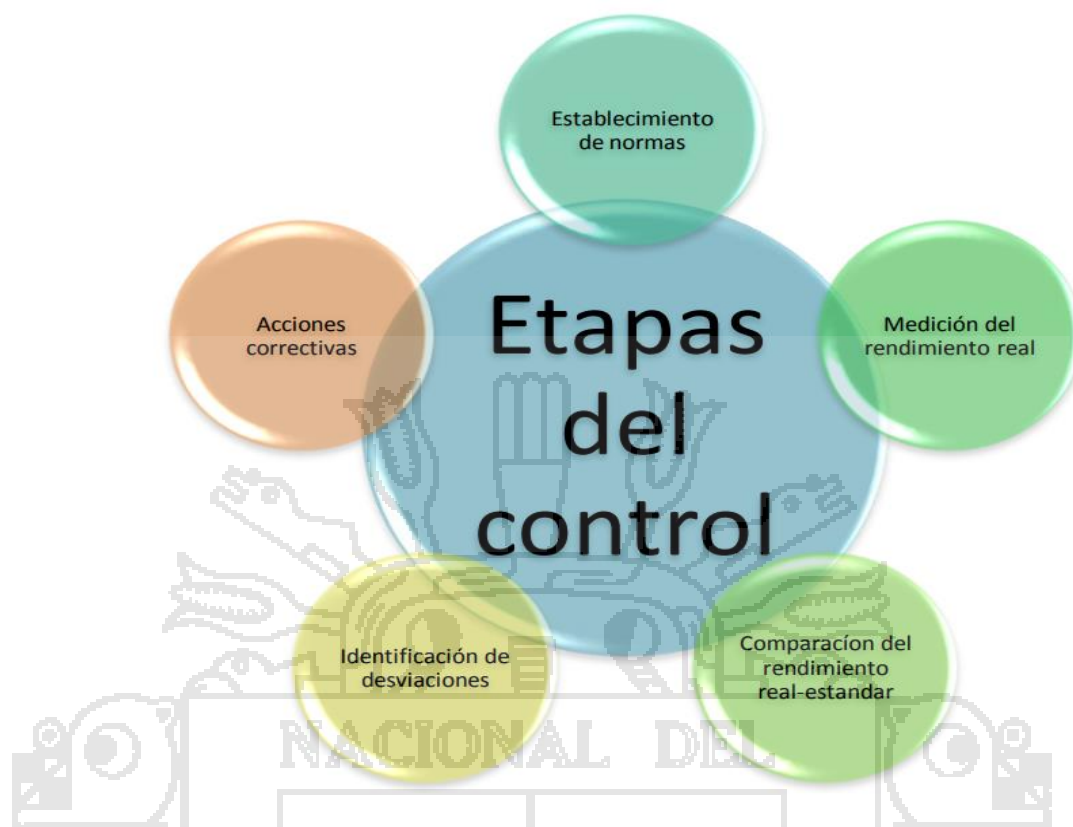 Establecimiento
de normas
Acciones
correctivas
Etapas
del
control
Medición del
rendimiento real
Identificación de
desviaciones
Comparacíon del
rendimiento
real-estandar
NACIONAL DEL